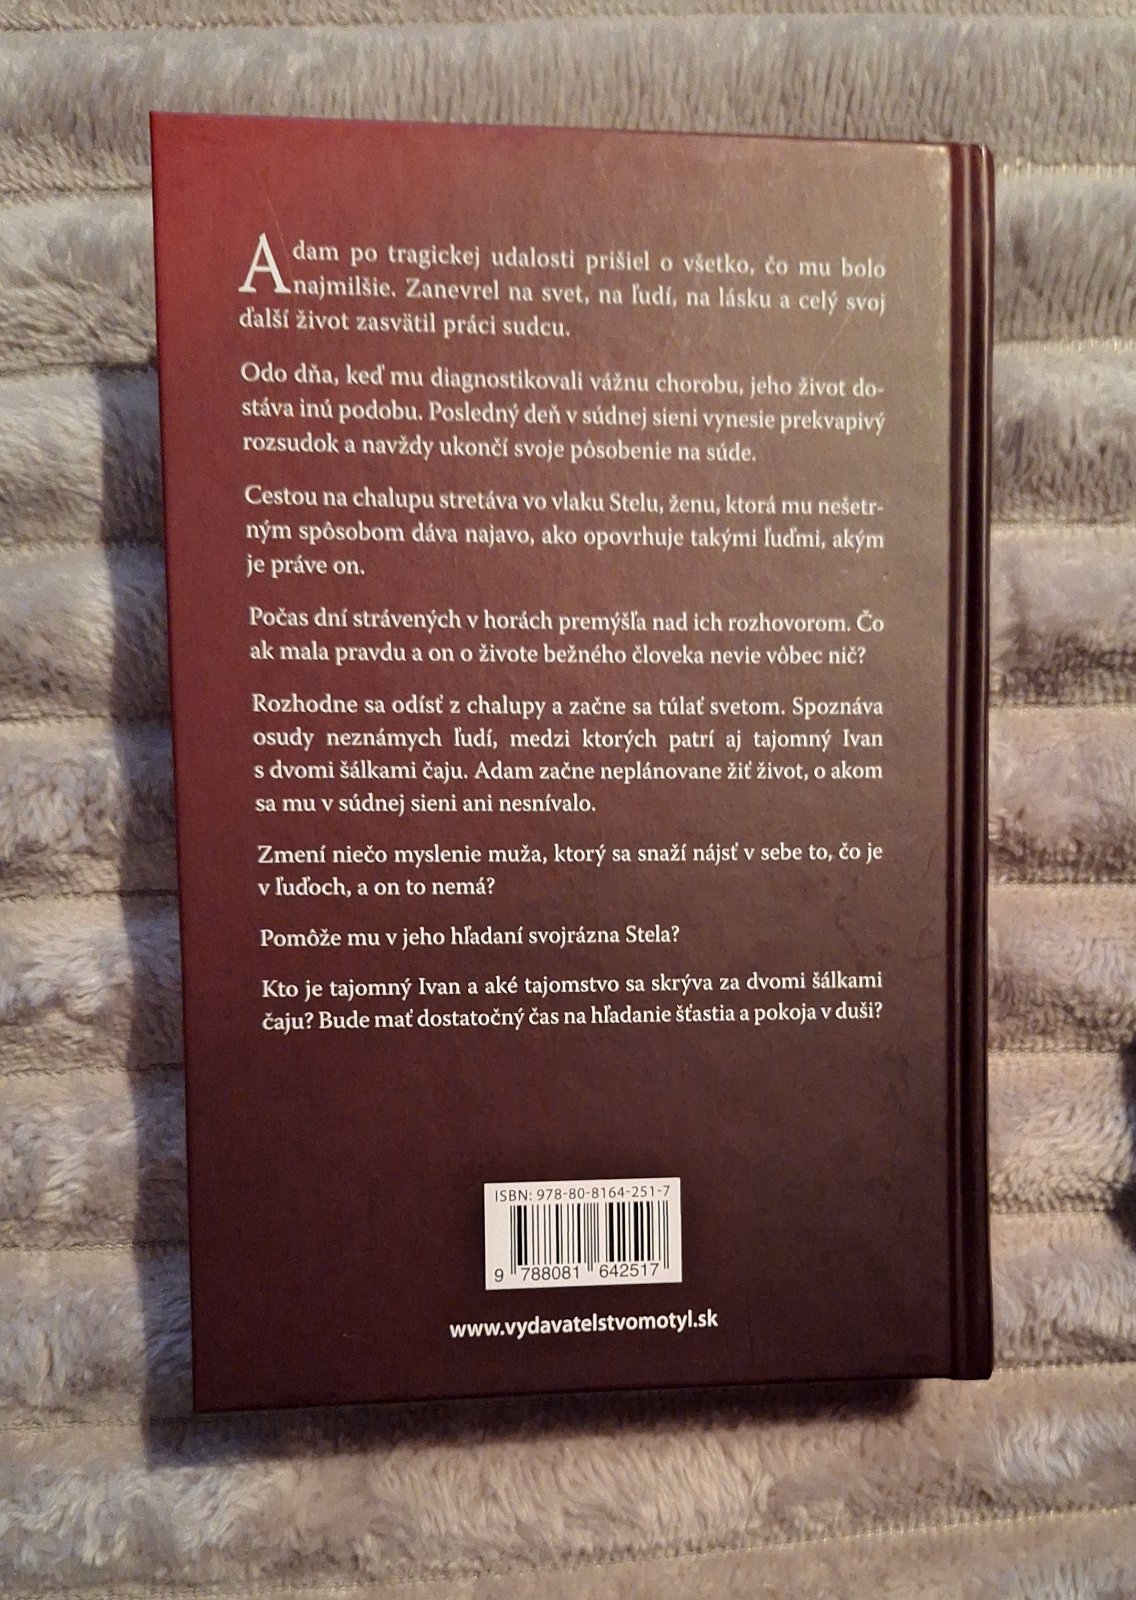 Adam po tragickej udalosti prišiel o všetko, čo mu bolo
najmilšie. Zanevrel na svet, na ľudí, na lásku a celý svoj
ďalší život zasvätil práci sudcu.
Odo dňa, keď mu diagnostikovali vážnu chorobu, jeho život do-
stáva inú podobu. Posledný deň v súdnej sieni vynesie prekvapivý
rozsudok a navždy ukončí svoje pôsobenie na súde.
Cestou na chalupu stretáva vo vlaku Stelu, ženu, ktorá mu nešetr-
ným spôsobom dáva najavo, ako opovrhuje takými ľuďmi, akým
je práve on.
Počas dní strávených v horách premýšľa nad ich rozhovorom. Čo
ak mala pravdu a on o živote bežného človeka nevie vôbec nič?
Rozhodne sa odísť z chalupy a začne sa túlať svetom. Spoznáva
osudy neznámych ľudí, medzi ktorých patrí aj tajomný Ivan
s dvomi šálkami čaju. Adam začne neplánovane žiť život, o akom
sa mu v súdnej sieni ani nesnívalo.
Zmení niečo myslenie muža, ktorý sa snaží nájsť v sebe to, čo je
v ľuďoch, a on to nemá?
Pomôže mu v jeho hľadaní svojrázna Stela?
Kto je tajomný Ivan a aké tajomstvo sa skrýva za dvomi šálkami
čaju? Bude mať dostatočný čas na hľadanie šťastia a pokoja v duši?
ISBN: 978-80-8164-251-7
9 788081 642517
www.vydavatelstvomotyl.sk